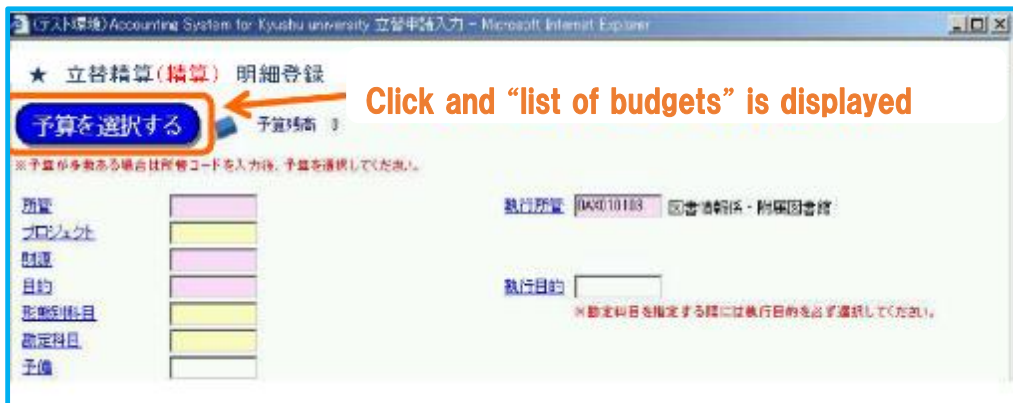 (テスト環境)Accounting System for Kyushu university 立替申請入力 - Microsoft Internet Explorer
★ 立替精算(精算) 明細登録
Click and “list of budgets” is displayed
予算を選択する 予算残高 0
※予算が多数ある場合は所管コードを入力後、予算を選択してください。
所管 執行所管 0AX010103 図書情報係・附属図書館
プロジェクト
財源
目的 執行目的
形態別科目 ※勘定科目を指定する際には執行目的を必ず選択してください。
勘定科目
予備